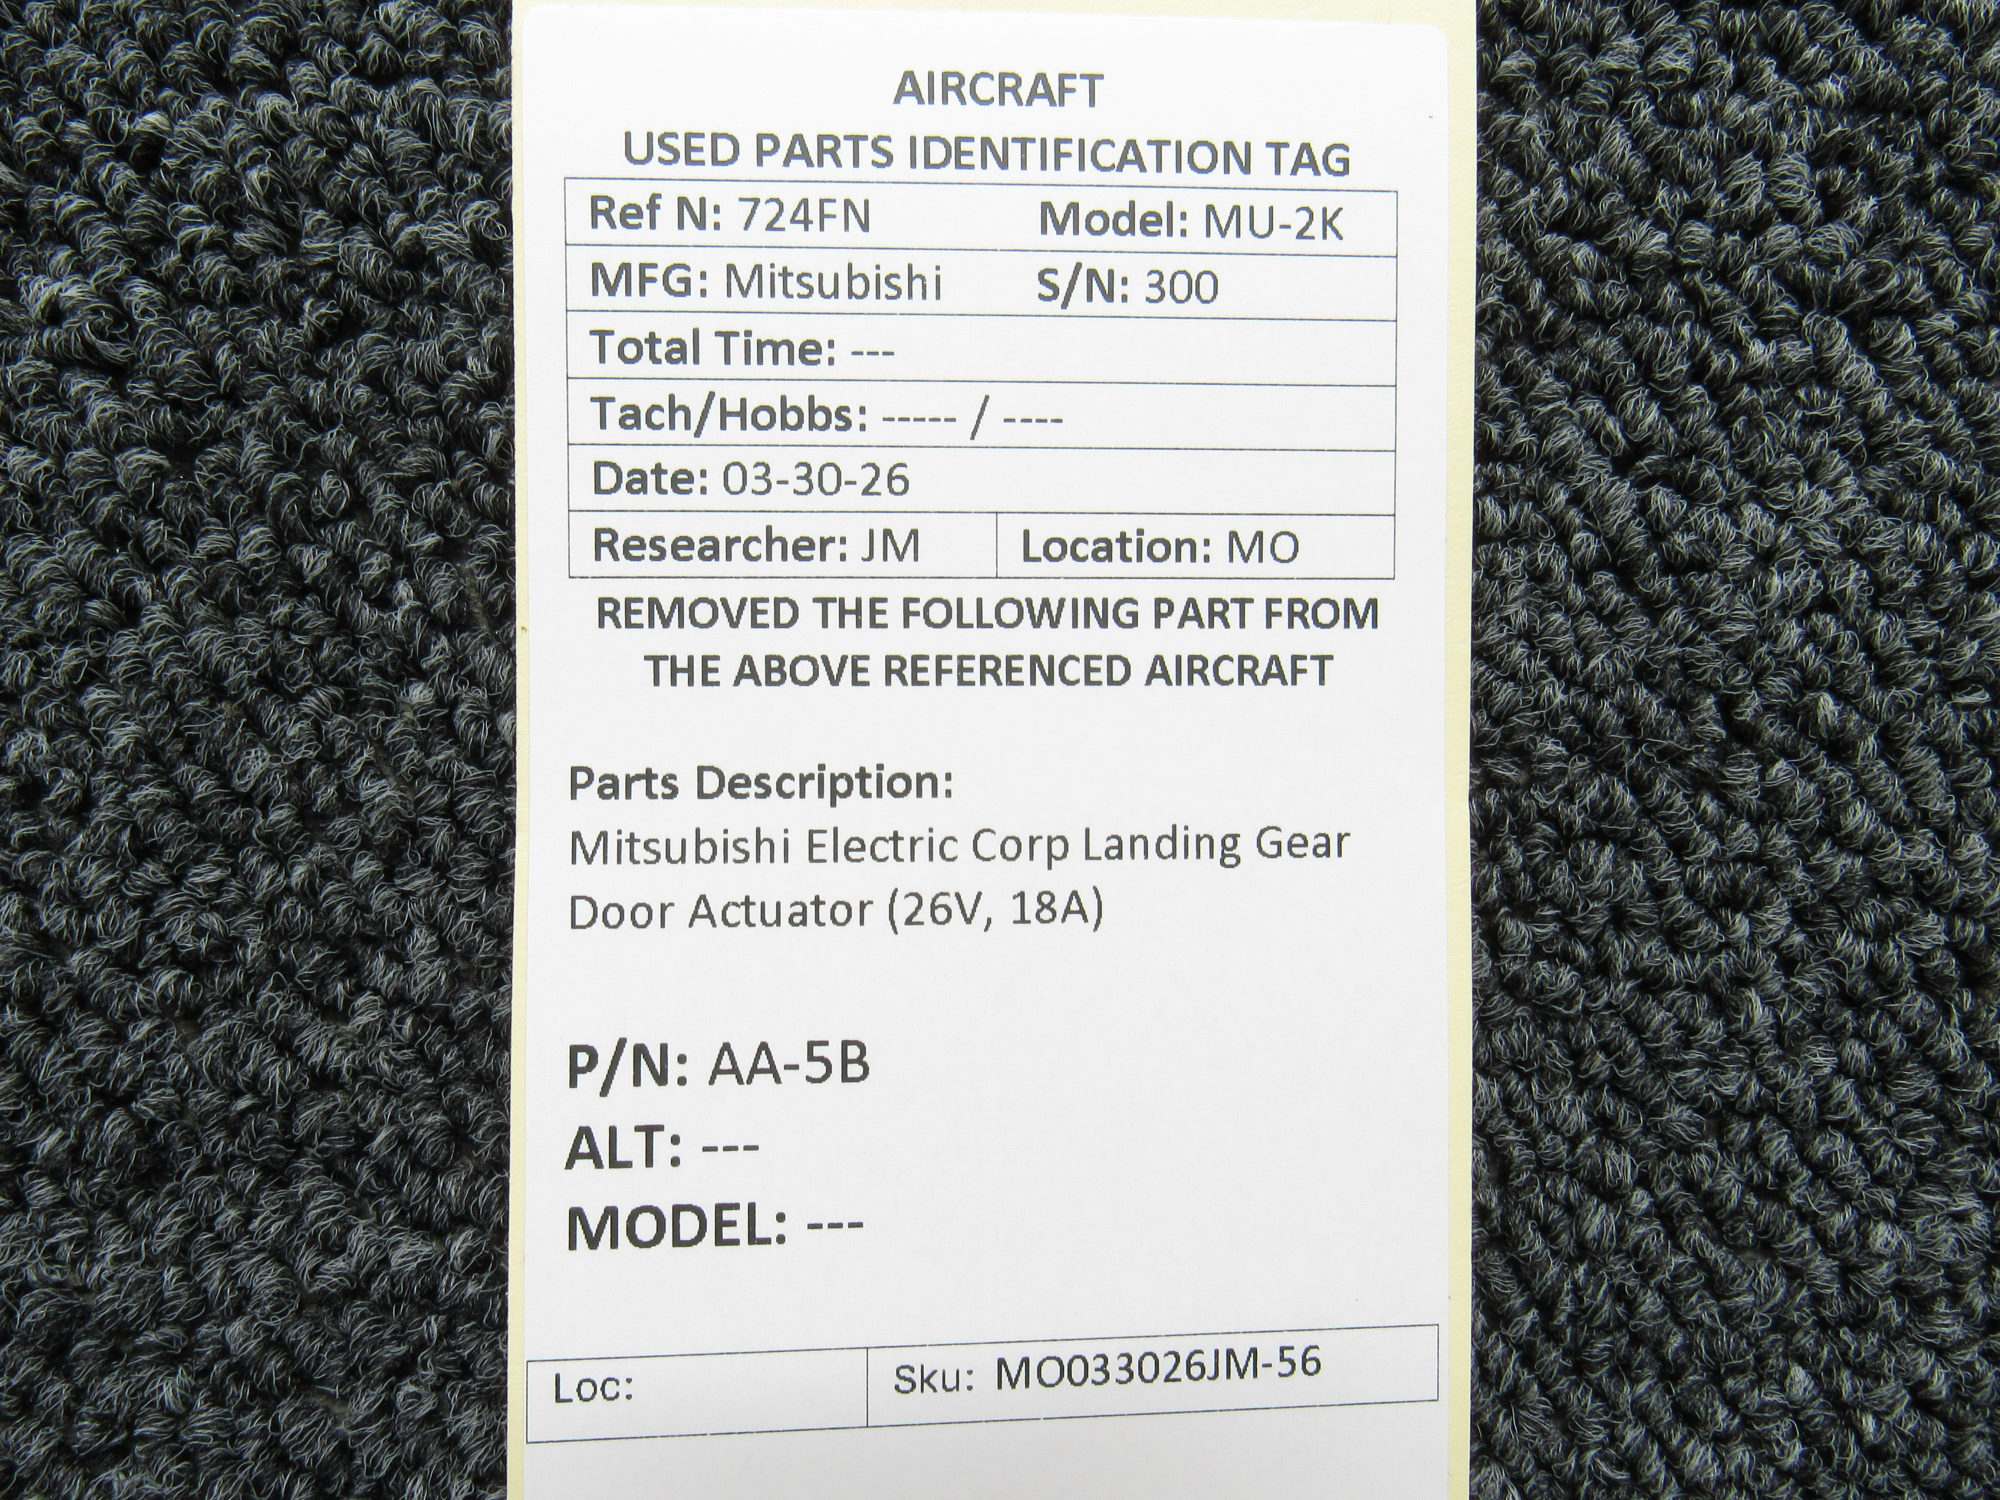 AIRCRAFT
USED PARTS IDENTIFICATION TAG
Ref N: 724FN Model: MU-2K
MFG: Mitsubishi S/N: 300
Total Time: ---
Tach/Hobbs: ----- / ----
Date: 03-30-26
Researcher: JM Location: MO
REMOVED THE FOLLOWING PART FROM
THE ABOVE REFERENCED AIRCRAFT
Parts Description:
Mitsubishi Electric Corp Landing Gear
Door Actuator (26V, 18A)
P/N: AA-5B
ALT: ---
MODEL: ---
Loc: Sku: MO033026JM-56